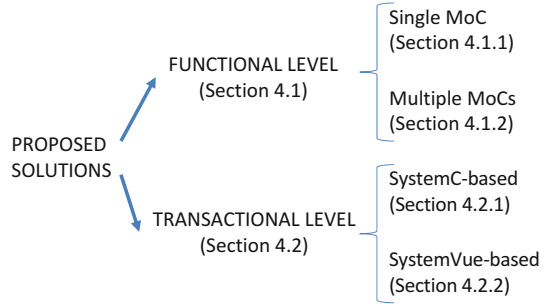 PROPOSED
SOLUTIONS
FUNCTIONAL LEVEL
(Section 4.1)
Single MoC
(Section 4.1.1)
Multiple MoCs
(Section 4.1.2)
TRANSACTIONAL LEVEL
(Section 4.2)
SystemC-based
(Section 4.2.1)
SystemVue-based
(Section 4.2.2)